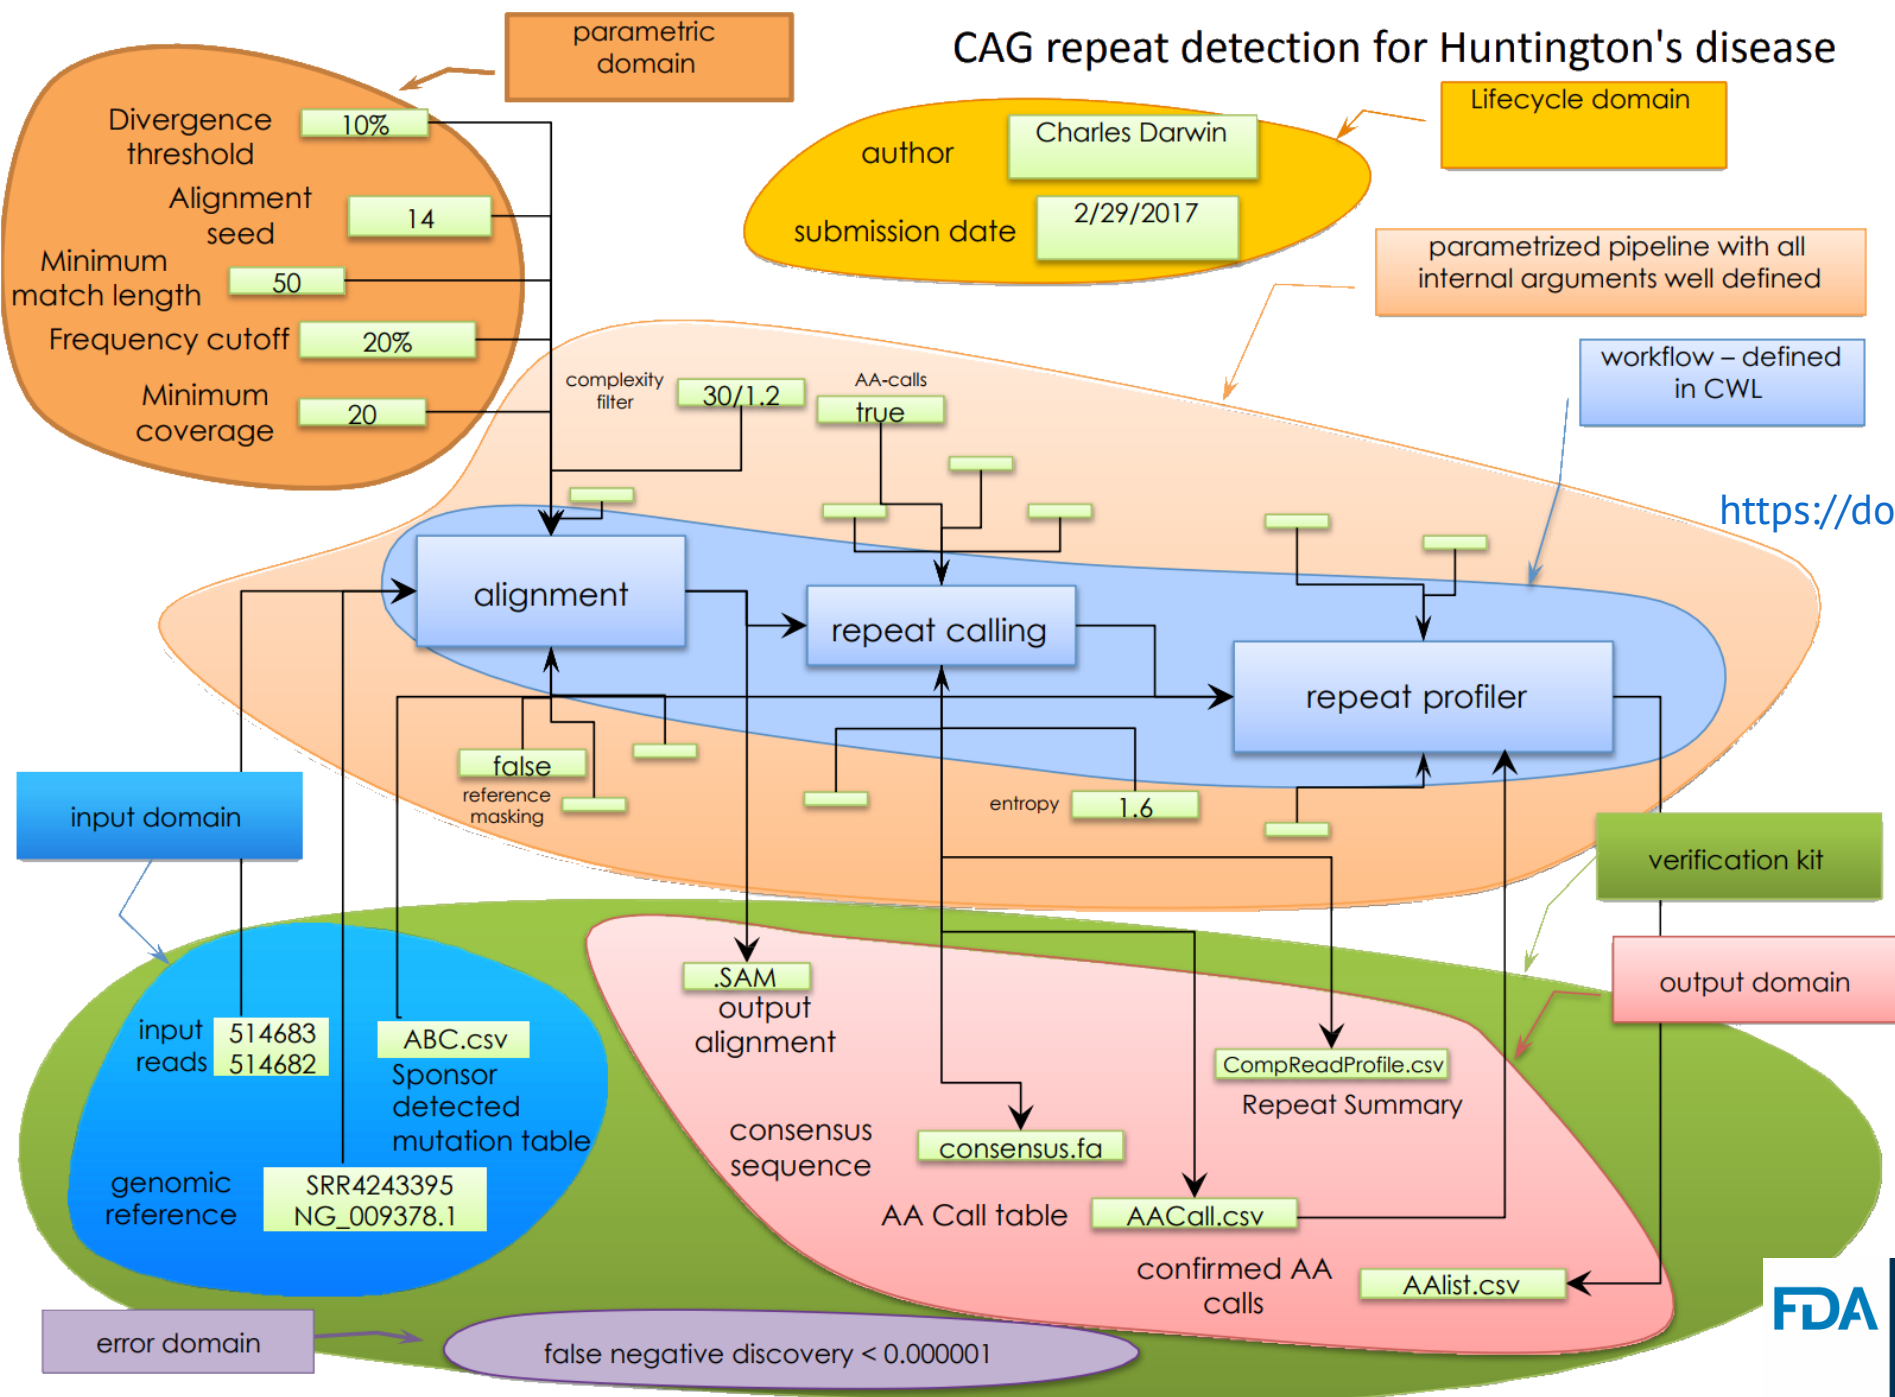 CAG repeat detection for Huntington's disease
parametric
domain
Divergence
threshold
10%
Alignment
seed
14
Minimum
match length
50
Frequency cutoff
20%
Minimum
coverage
20
Lifecycle domain
author
Charles Darwin
submission date
2/29/2017
parametrized pipeline with all
internal arguments well defined
workflow – defined
in CWL
complexity
filter
30/1.2
AA-calls
true
https://do
alignment
repeat calling
repeat profiler
false
reference
masking
entropy
1.6
input domain
verification kit
output domain
input
reads
514683
514682
ABC.csv
Sponsor
detected
mutation table
genomic
reference
SRR4243395
NG_009378.1
.SAM
output
alignment
CompReadProfile.csv
Repeat Summary
consensus
sequence
consensus.fa
AA Call table
AACall.csv
confirmed AA
calls
AAlist.csv
error domain
false negative discovery < 0.000001
FDA